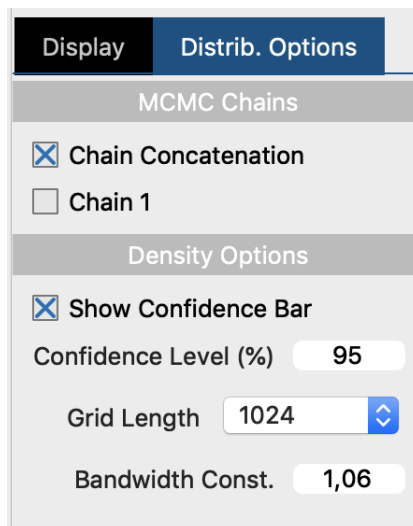 Display Distrib. Options
MCMC Chains
Chain Concatenation
Chain 1
Density Options
Show Confidence Bar
Confidence Level (%) 95
Grid Length 1024
Bandwidth Const. 1,06